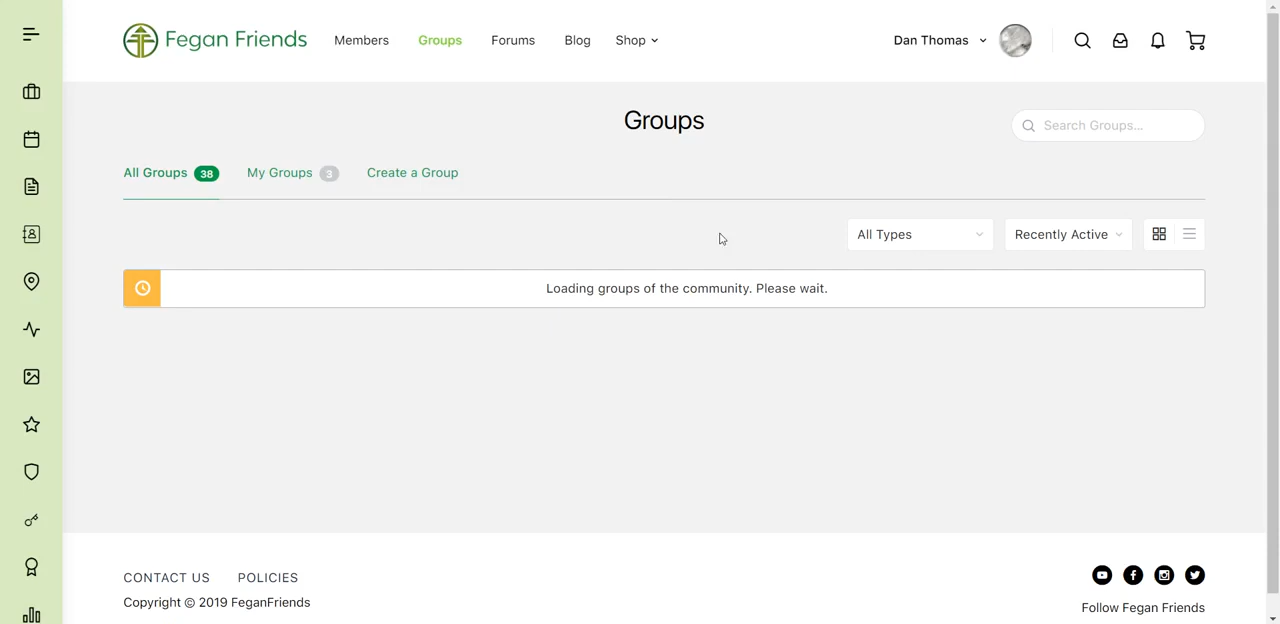 Fegan Friends
Members Groups Forums Blog Shop
Dan Thomas
Groups
Search Groups...
All Groups 38 My Groups 3 Create a Group
All Types Recently Active
Loading groups of the community. Please wait.
CONTACT US POLICIES
Copyright © 2019 FeganFriends
Follow Fegan Friends